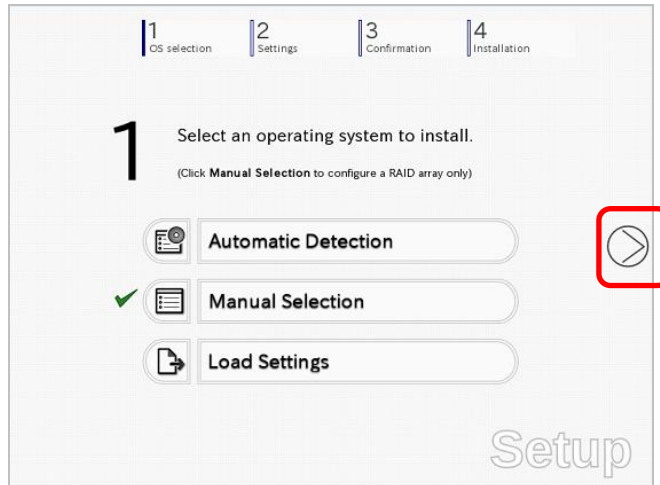 1 2 3 4
OS selection Settings Confirmation Installation
1
Select an operating system to install.
(Click Manual Selection to configure a RAID array only)
Automatic Detection
Manual Selection
Load Settings
Setup